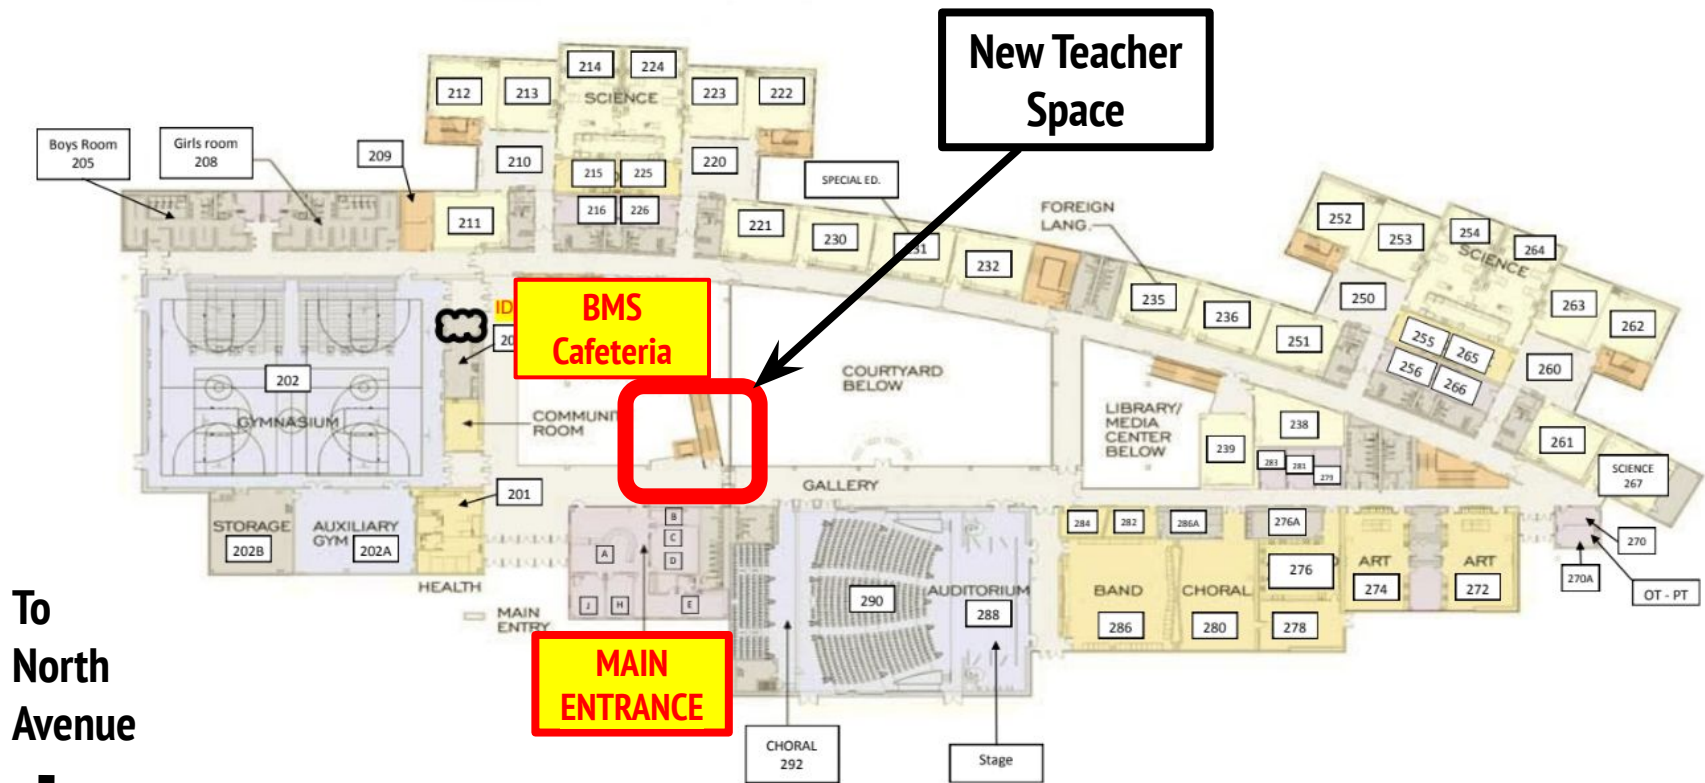 New Teacher
Space
214
224
212
213
SCIENCE
223
222
Boys Room
205
Girls room
208
209
210
215
225
220
SPECIAL ED.
216
226
211
221
230
232
FOREIGN
LANG.
235
236
251
252
253
254
264
SCIENCE
250
263
262
255
265
256
266
260
261
SCIENCE
267
ID
BMS
Cafeteria
202
GYMNASIUM
COMMUNI
ROOM
COURTYARD
BELOW
LIBRARY/
MEDIA
CENTER
BELOW
238
239
283
281
GALLERY
201
STORAGE
202B
AUXILIARY
GYM
202A
HEALTH
MAIN
ENTRY
A
B
C
D
J
H
E
MAIN
ENTRANCE
290
AUDITORIUM
288
CHORAL
292
Stage
284
282
286A
276A
BAND
286
CHORAL
280
276
278
ART
274
ART
272
270
270A
OT - PT
To
North
Avenue